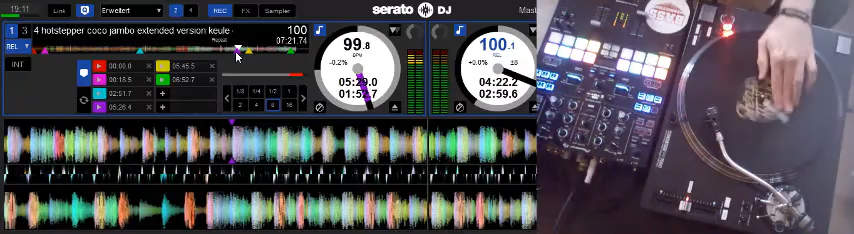 19:11 Link Erweitert 2 4 REC FX Sampler serato DJ Mast
1 3 4 hotstepper coco jambo extended version keule 100
REL Repeat 07:21.74
INT
00:00.0 05:45.5
00:18.5 06:52.7
02:51.7
05:26.4
1/8 1/4 1/2 1
2 4 8 16
99.8
BPM
-0.2% ±8
05:29.0
01:52.7
100.1
BPM
+0.0% ±8
04:22.2
02:59.6
BASS